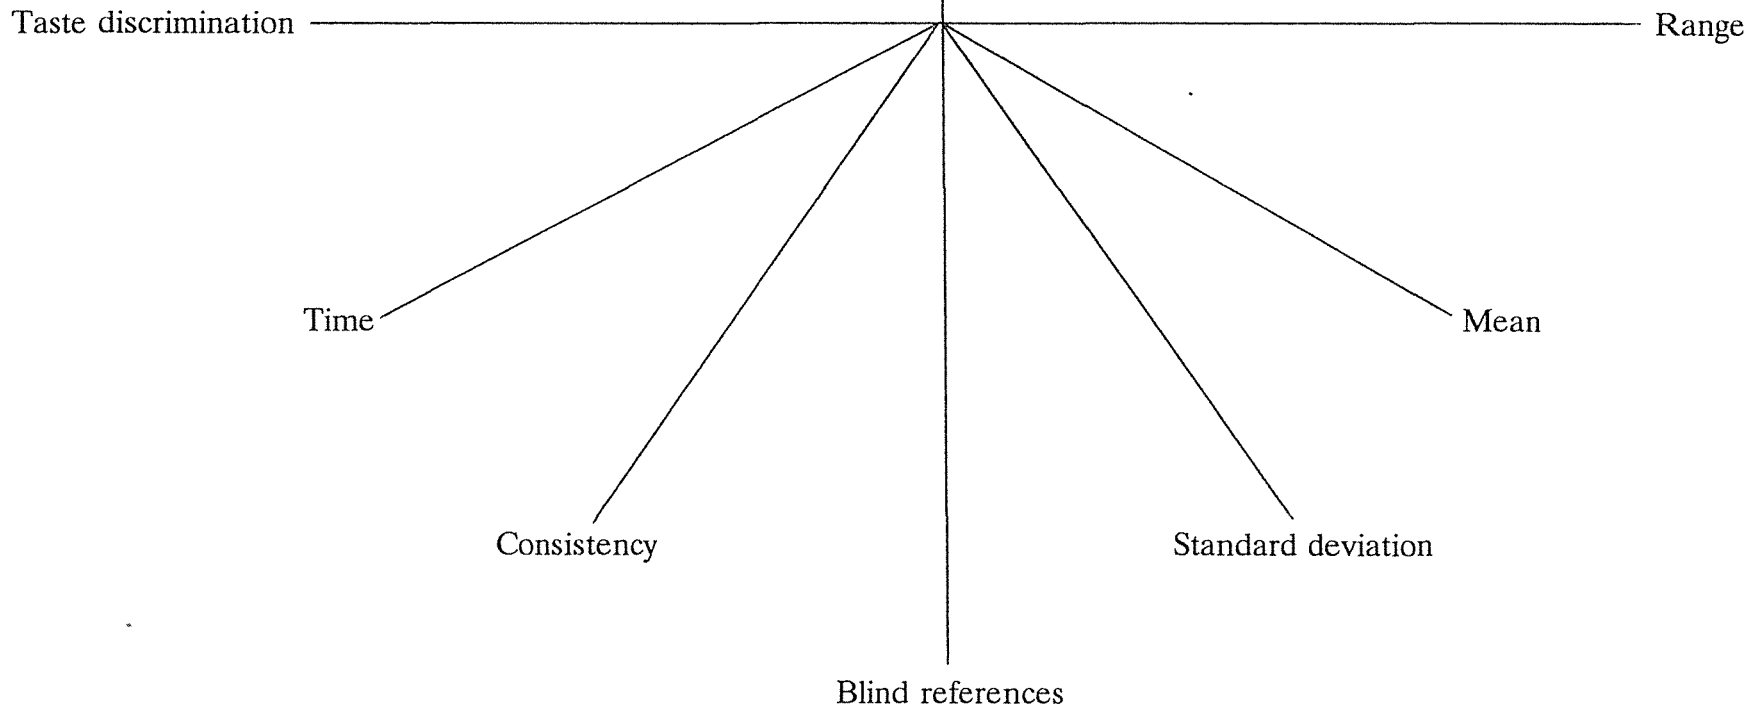 Taste discrimination
Range
Time
Mean
Consistency
Standard deviation
Blind references